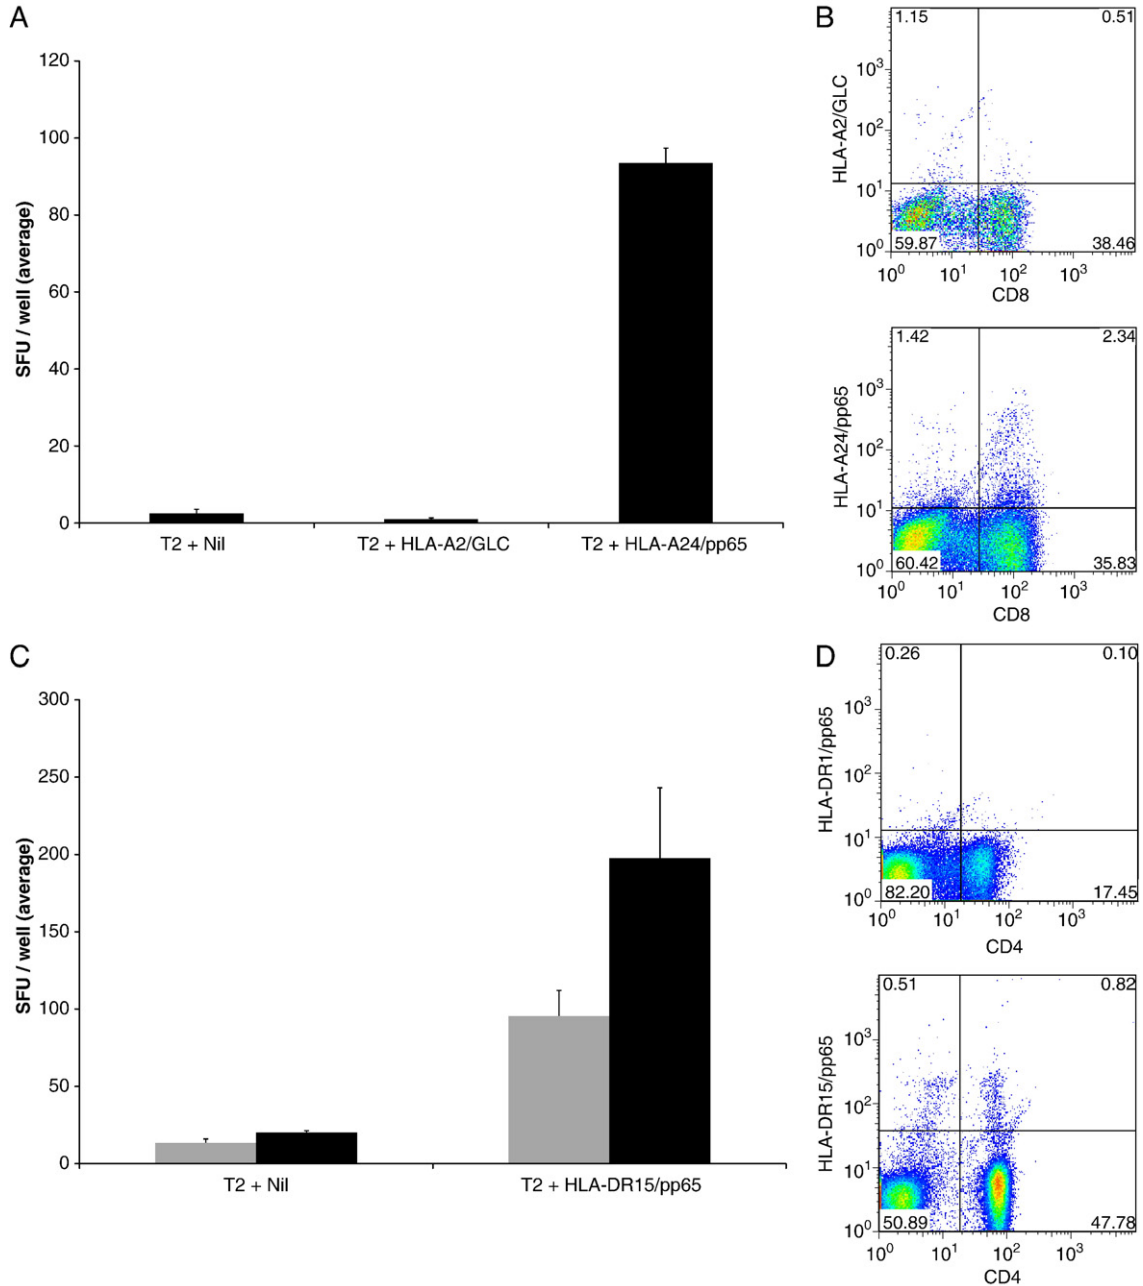 A
120
100
80
60
40
20
0
SFU / well (average)
T2 + Nil
T2 + HLA-A2/GLC
T2 + HLA-A24/pp65
B
1.15
0.51
10³
10²
10¹
10⁰
HLA-A2/GLC
59.87
38.46
10⁰ 10¹ 10² 10³
CD8
1.42
2.34
10³
10²
10¹
10⁰
HLA-A24/pp65
60.42
35.83
10⁰ 10¹ 10² 10³
CD8
C
300
250
200
150
100
50
0
SFU / well (average)
T2 + Nil
T2 + HLA-DR15/pp65
D
0.26
0.10
10³
10²
10¹
10⁰
HLA-DR1/pp65
82.20
17.45
10⁰ 10¹ 10² 10³
CD4
0.51
0.82
10³
10²
10¹
10⁰
HLA-DR15/pp65
50.89
47.78
10⁰ 10¹ 10² 10³
CD4